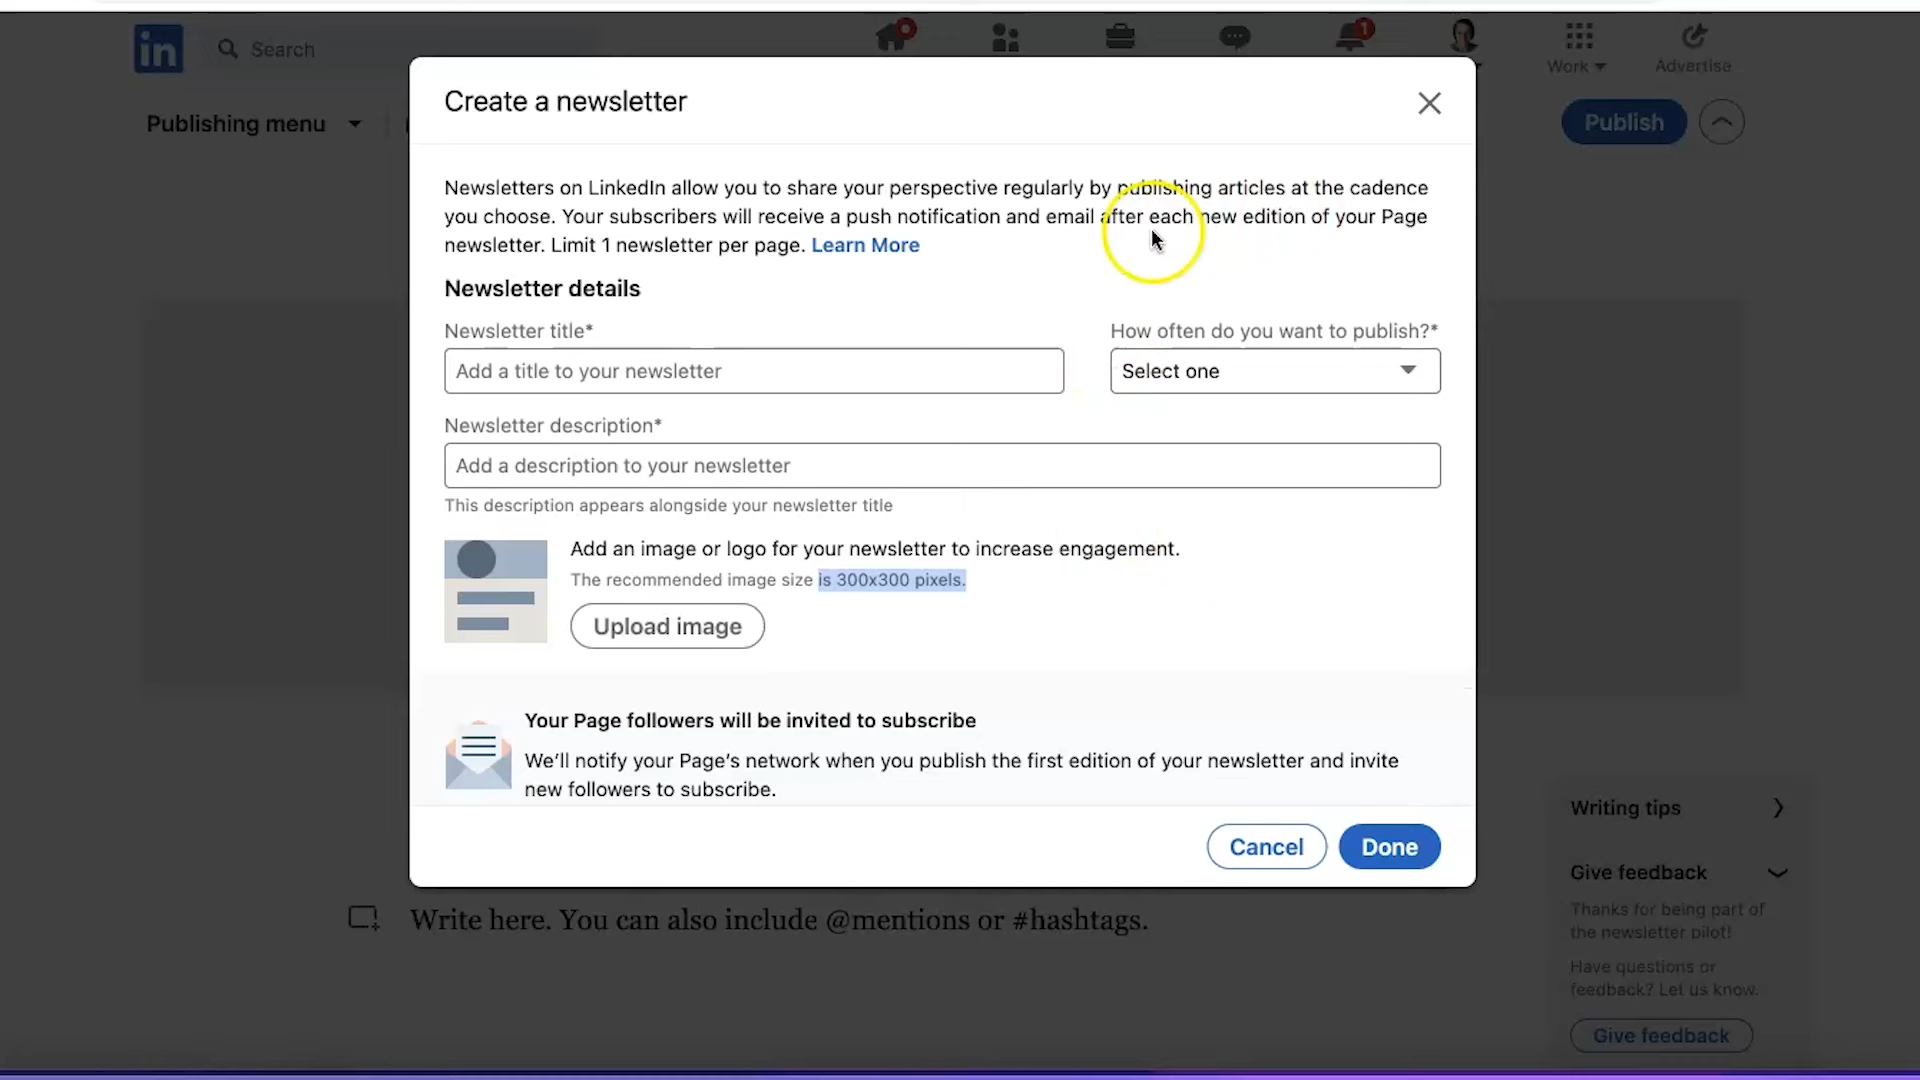 in
Search
1
Work
Advertise
Publishing menu
Publish
Create a newsletter
Newsletters on LinkedIn allow you to share your perspective regularly by publishing articles at the cadence
you choose. Your subscribers will receive a push notification and email after each new edition of your Page
newsletter. Limit 1 newsletter per page. Learn More
Newsletter details
Newsletter title*
How often do you want to publish?*
Add a title to your newsletter
Select one
Newsletter description*
Add a description to your newsletter
This description appears alongside your newsletter title
Add an image or logo for your newsletter to increase engagement.
The recommended image size is 300x300 pixels.
Upload image
Your Page followers will be invited to subscribe
We'll notify your Page's network when you publish the first edition of your newsletter and invite
new followers to subscribe.
Cancel
Done
Write here. You can also include @mentions or #hashtags.
Writing tips
Give feedback
Thanks for being part of
the newsletter pilot!
Have questions or
feedback? Let us know.
Give feedback